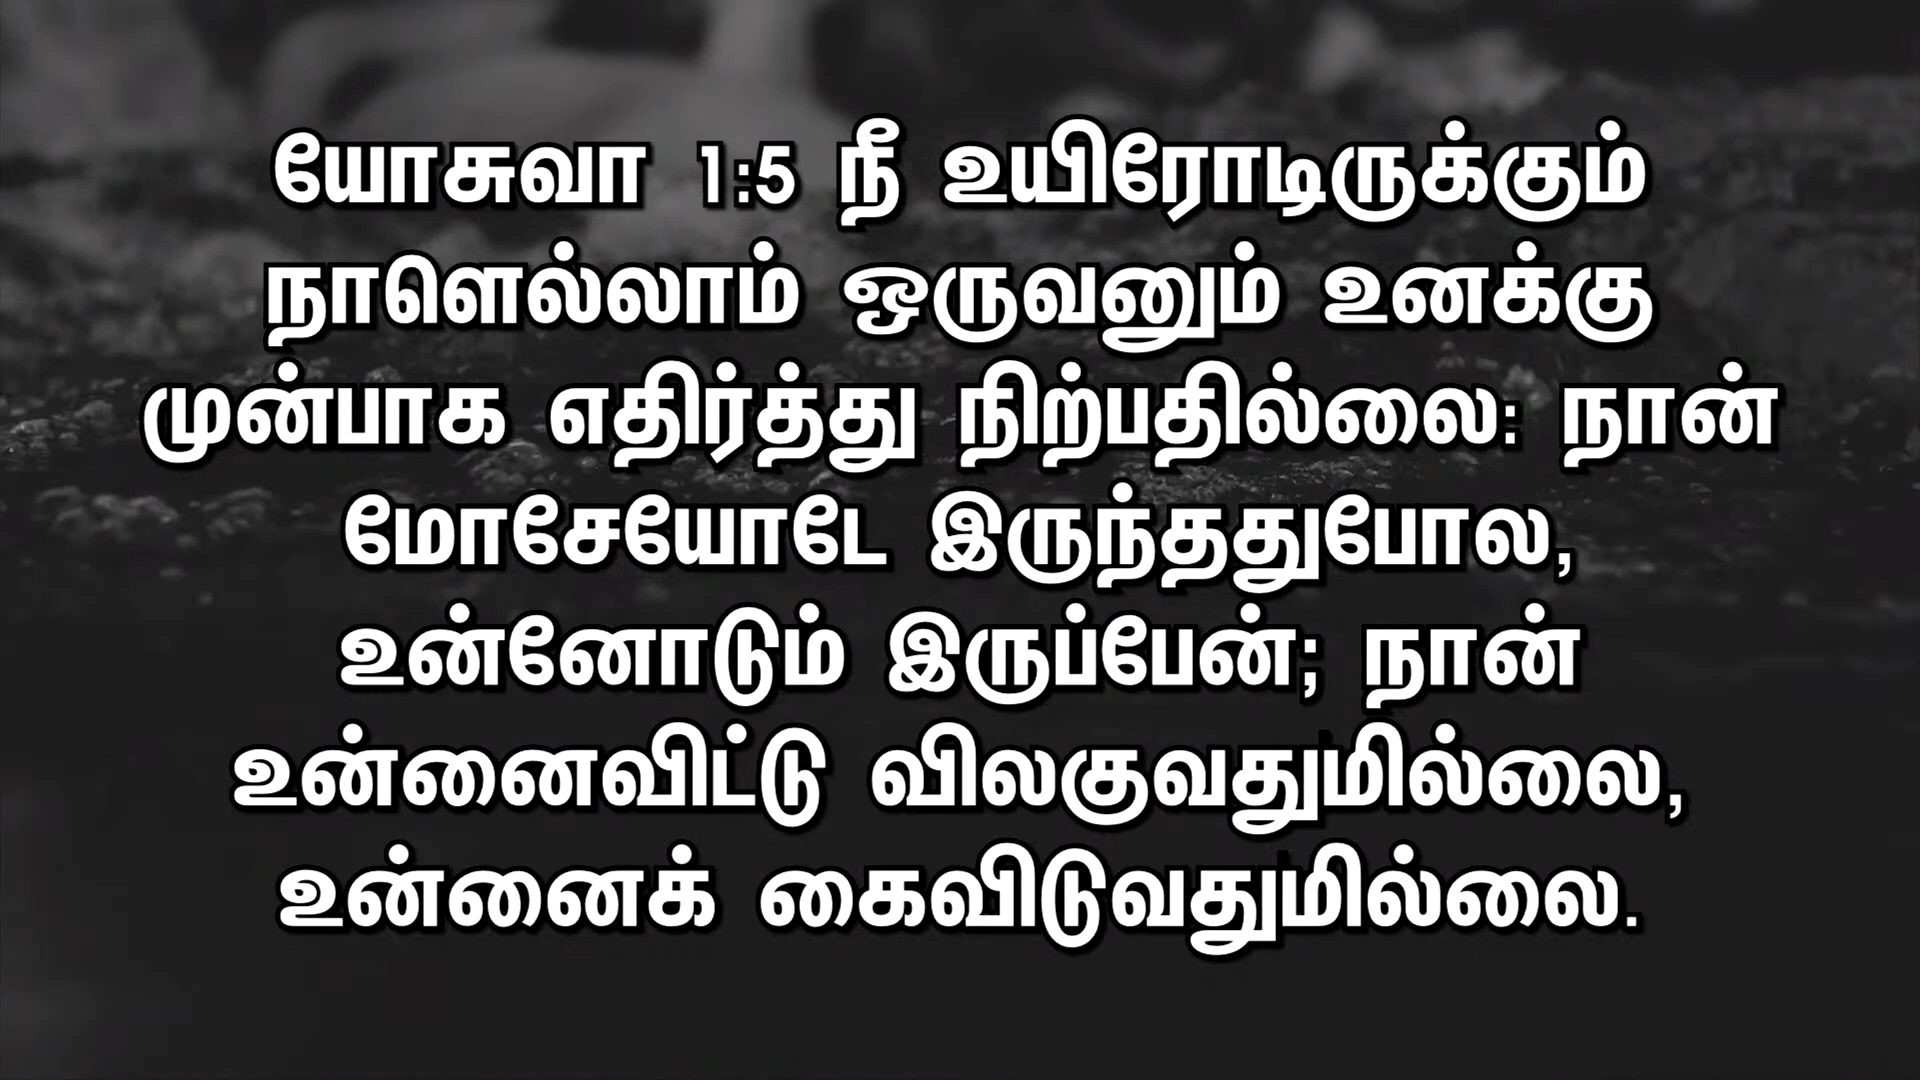 யோசுவா 1:5 நீ உயிரோடிருக்கும்
நாளெல்லாம் ஒருவனும் உனக்கு
முன்பாக எதிர்த்து நிற்பதில்லை: நான்
மோசேயோடே இருந்ததுபோல,
உன்னோடும் இருப்பேன்; நான்
உன்னைவிட்டு விலகுவதுமில்லை,
உன்னைக் கைவிடுவதுமில்லை.